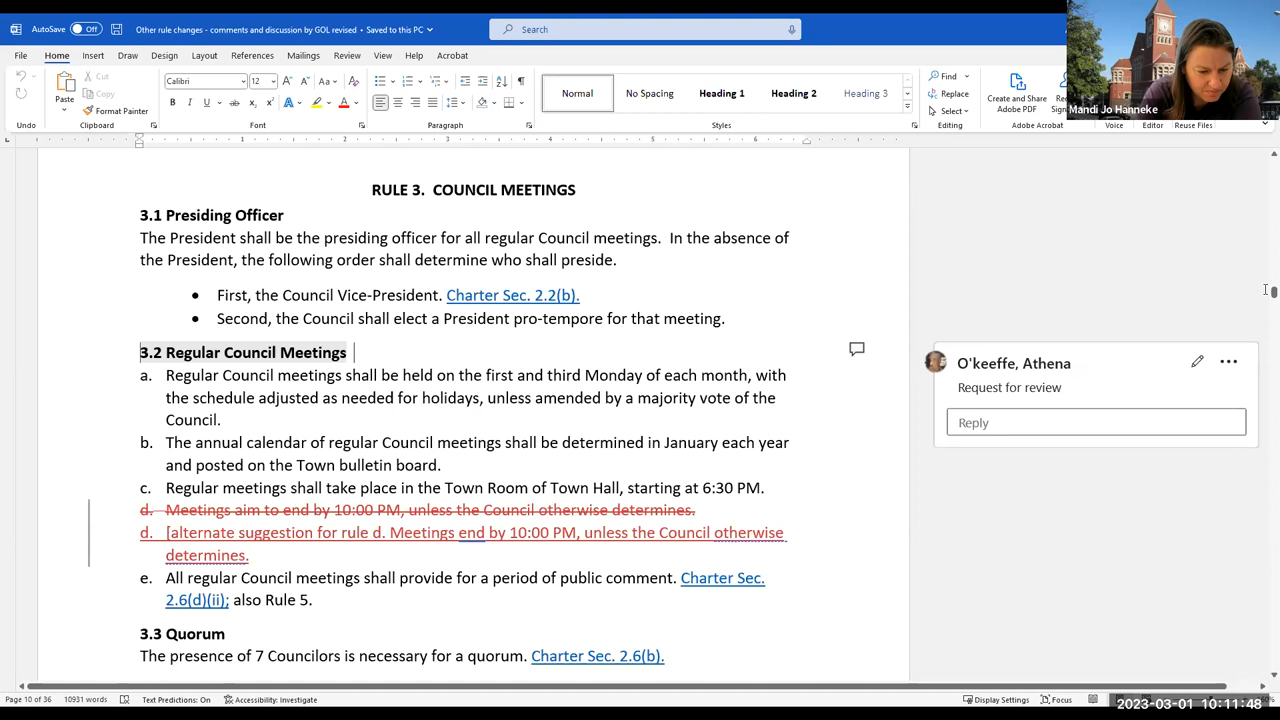 AutoSave Off Other rule changes - comments and discussion by GOL revised • Saved to this PC Search
File Home Insert Draw Design Layout References Mailings Review View Help Acrobat
Mandi Jo Hanneke
Paste Cut Copy Format Painter
Calibri 12
Normal No Spacing Heading 1 Heading 2 Heading 3
Find Replace Select
Create and Share Adobe PDF
Undo Clipboard Font Paragraph Styles Editing Adobe Acrobat Voice Editor Reuse Files
RULE 3. COUNCIL MEETINGS
3.1 Presiding Officer
The President shall be the presiding officer for all regular Council meetings. In the absence of
the President, the following order shall determine who shall preside.
• First, the Council Vice-President. Charter Sec. 2.2(b).
• Second, the Council shall elect a President pro-tempore for that meeting.
3.2 Regular Council Meetings
a. Regular Council meetings shall be held on the first and third Monday of each month, with
the schedule adjusted as needed for holidays, unless amended by a majority vote of the
Council.
b. The annual calendar of regular Council meetings shall be determined in January each year
and posted on the Town bulletin board.
c. Regular meetings shall take place in the Town Room of Town Hall, starting at 6:30 PM.
d. Meetings aim to end by 10:00 PM, unless the Council otherwise determines.
d. [alternate suggestion for rule d. Meetings end by 10:00 PM, unless the Council otherwise
determines.
e. All regular Council meetings shall provide for a period of public comment. Charter Sec.
2.6(d)(ii); also Rule 5.
3.3 Quorum
The presence of 7 Councilors is necessary for a quorum. Charter Sec. 2.6(b).
O'keeffe, Athena
Request for review
Reply
Page 10 of 36 10931 words Text Predictions: On Accessibility: Investigate Display Settings Focus
2023-03-01 10:11:48